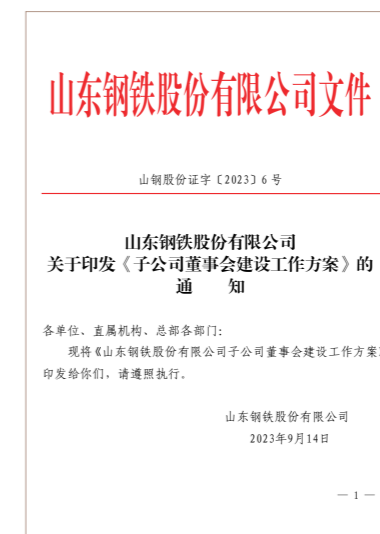 山东钢铁股份有限公司文件
山钢股份证字〔2023〕6号
山东钢铁股份有限公司
关于印发《子公司董事会建设工作方案》的
通 知
各单位、直属机构、总部各部门：
现将《山东钢铁股份有限公司子公司董事会建设工作方案》
印发给你们，请遵照执行。
山东钢铁股份有限公司
2023年9月14日
— 1 —